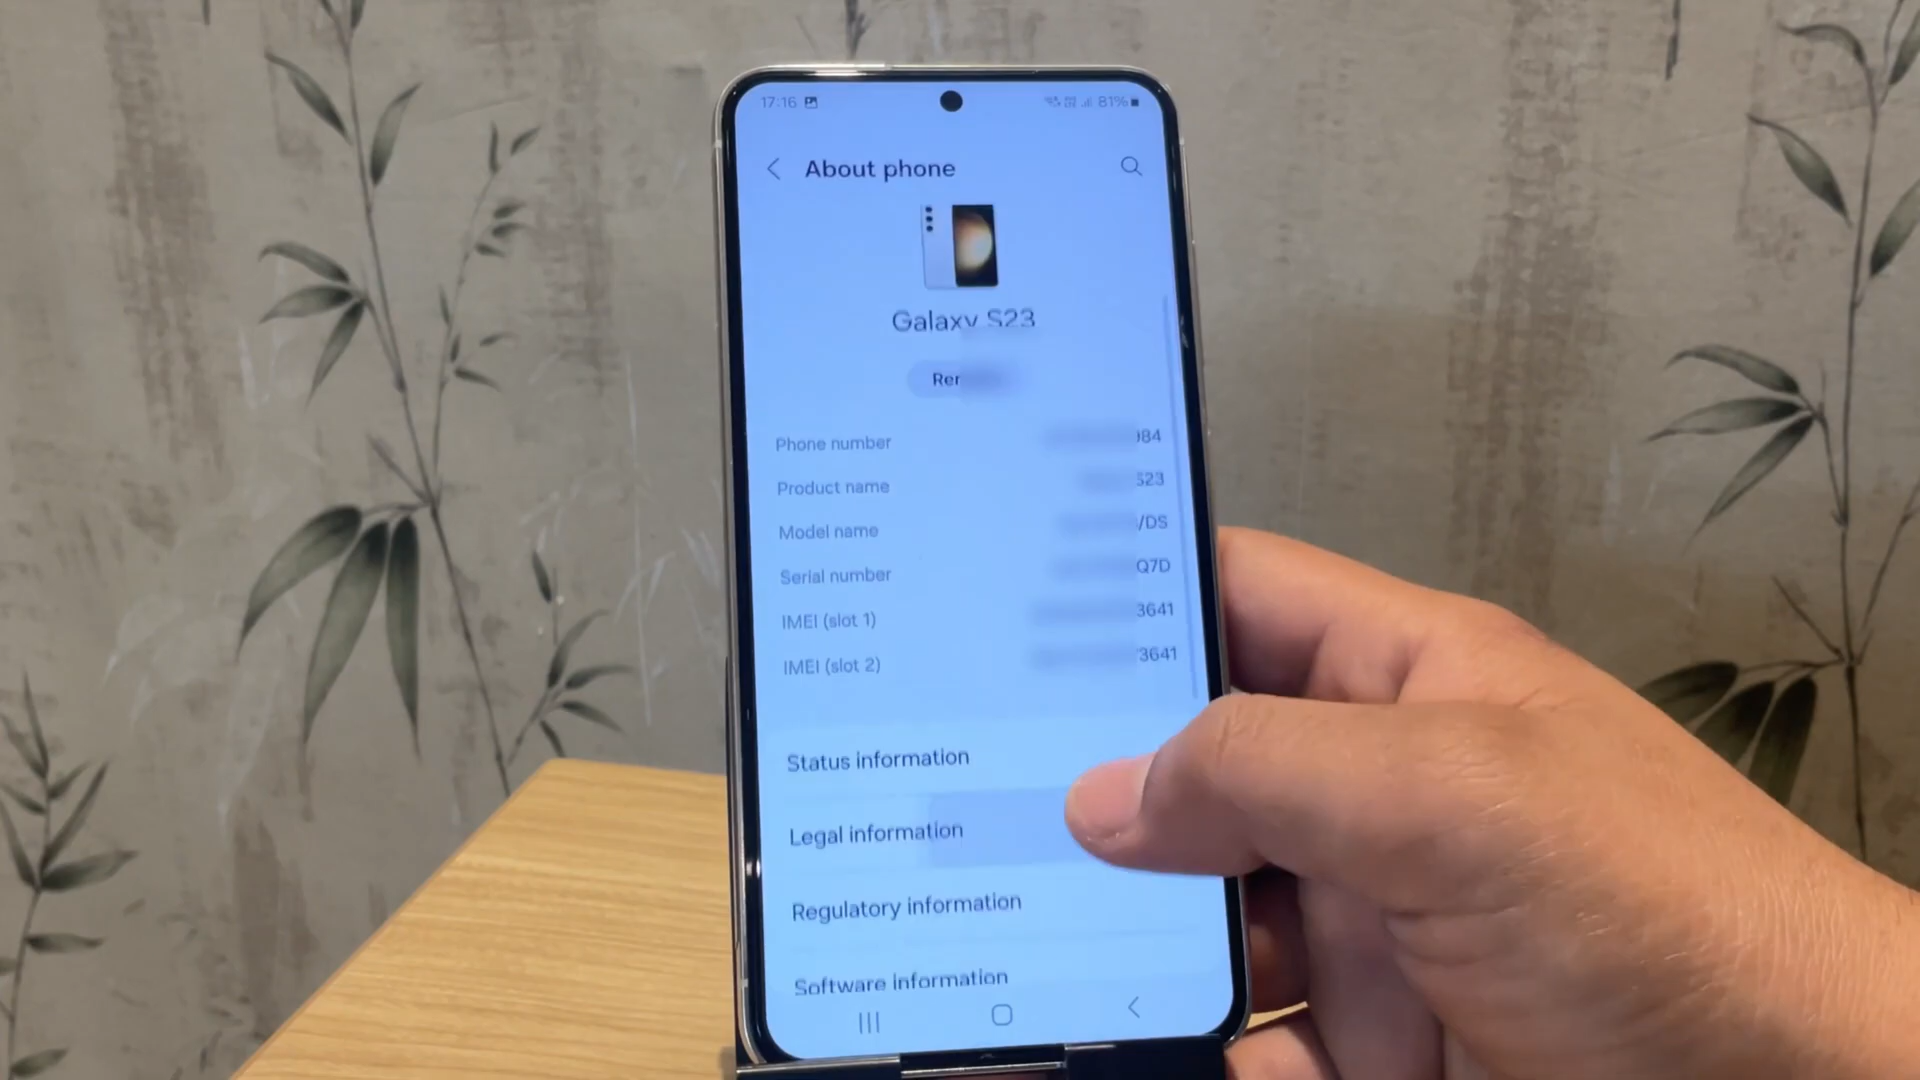 17:16 81%
About phone
Galaxy S23
Phone number 984
Product name S23
Model name /DS
Serial number Q7D
IMEI (slot 1) 3641
IMEI (slot 2) 3641
Status information
Legal information
Regulatory information
Software information